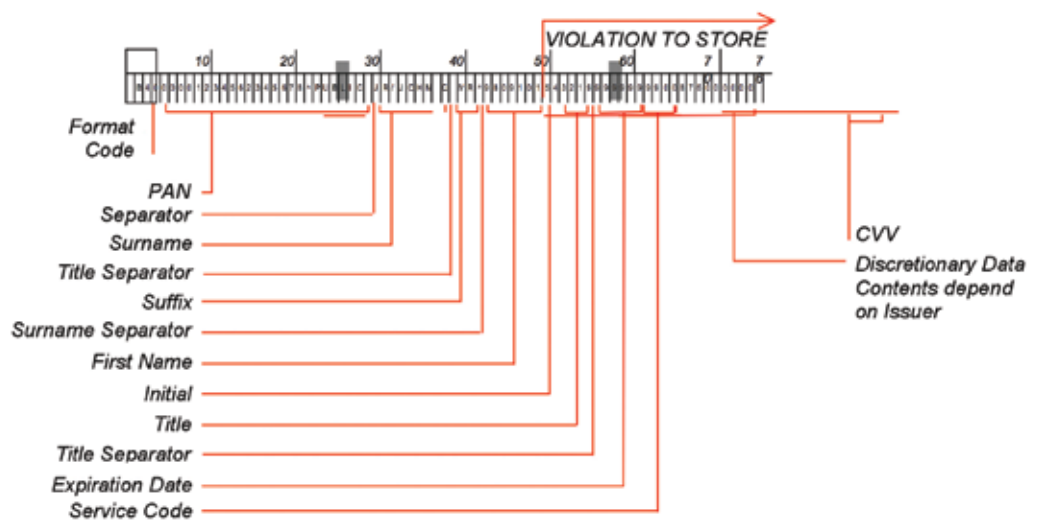 VIOLATION TO STORE
10 20 30 40 50 60 7 7
Format
Code
PAN
Separator
Surname
Title Separator
Suffix
Surname Separator
First Name
Initial
Title
Title Separator
Expiration Date
Service Code
CVV
Discretionary Data
Contents depend
on Issuer